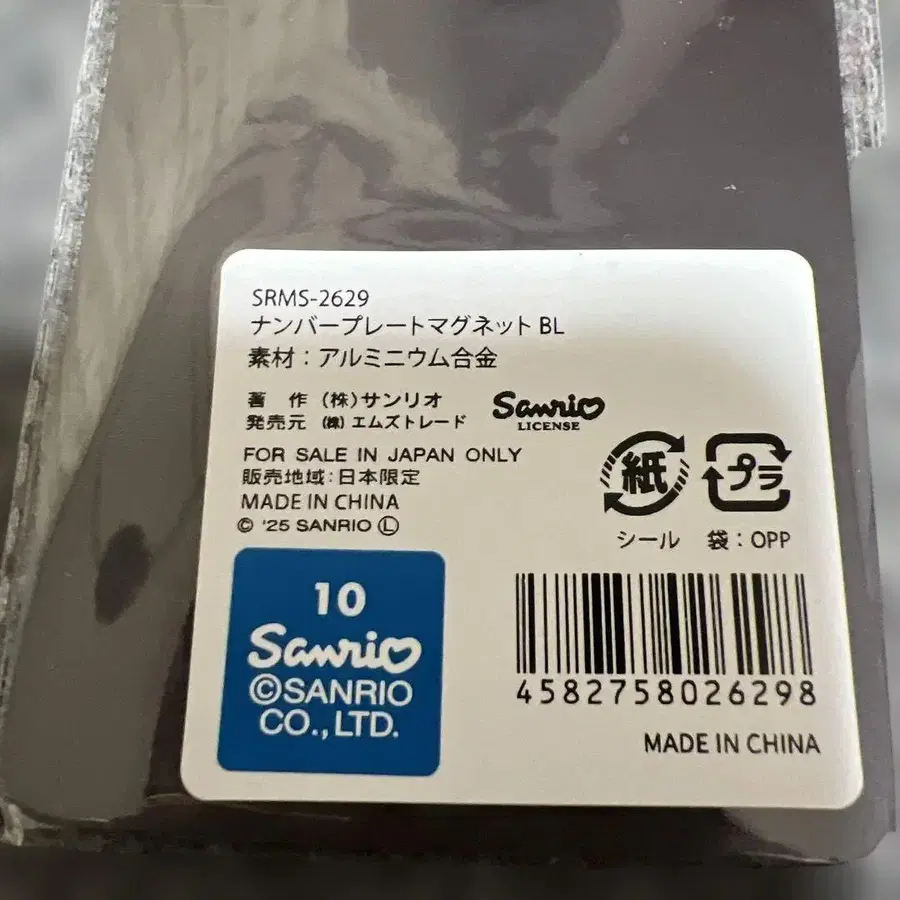 SRMS-2629
ナンバープレートマグネット BL
素材：アルミニウム合金
著 作 （株）サンリオ
発売元 ㈱ エムズトレード
Sanrio
LICENSE
FOR SALE IN JAPAN ONLY
販売地域：日本限定
MADE IN CHINA
© '25 SANRIO Ⓛ
紙
プラ
シール 袋：OPP
10
Sanrio
©SANRIO
CO.,LTD.
4582758026298
MADE IN CHINA